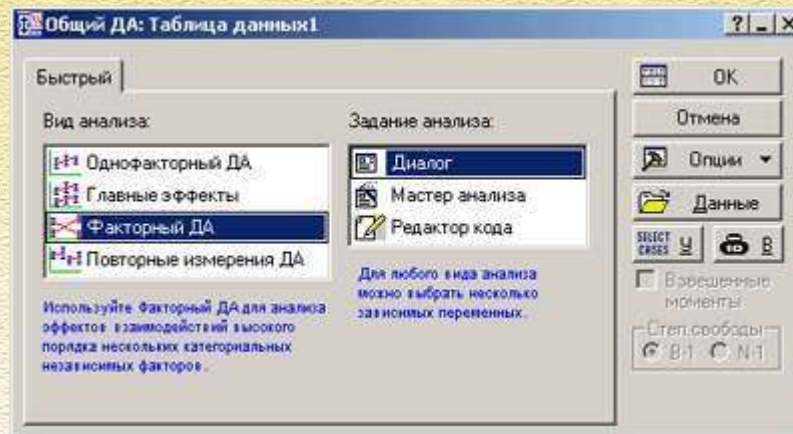 Общий ДА: Таблица данных1
Быстрый
Вид анализа:
Однофакторный ДА
Главные эффекты
Факторный ДА
Повторные измерения ДА
Используйте Факторный ДА для анализа
эффектов взаимодействий высокого
порядка нескольких категориальных
независимых факторов.
Задание анализа:
Диалог
Мастер анализа
Редактор кода
Для любого вида анализа
можно выбрать несколько
зависимых переменных.
OK
Отмена
Опции
Данные
SELECT CASES У В
Взвешенные
моменты
Степ.свободы
В-1 N-1